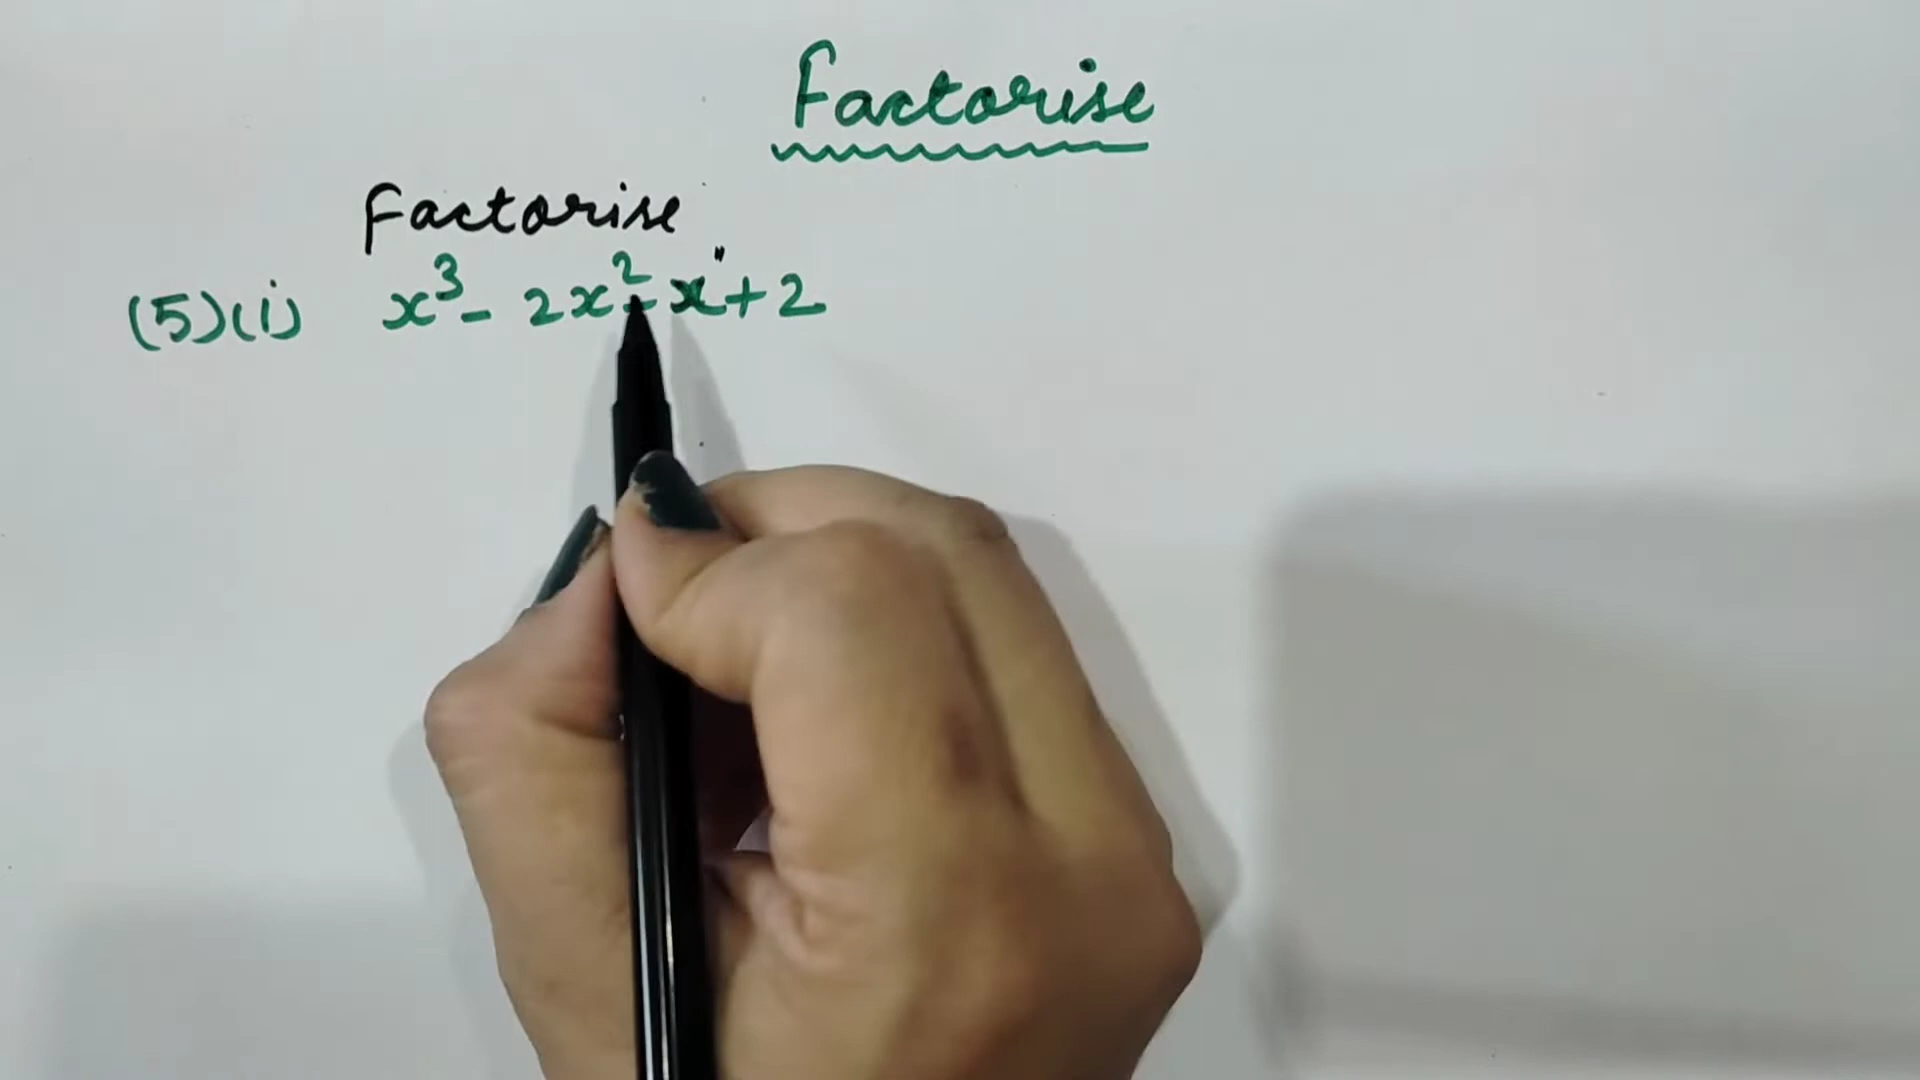 Factorise
Factorise
(5)(i) x³ - 2x² - x + 2